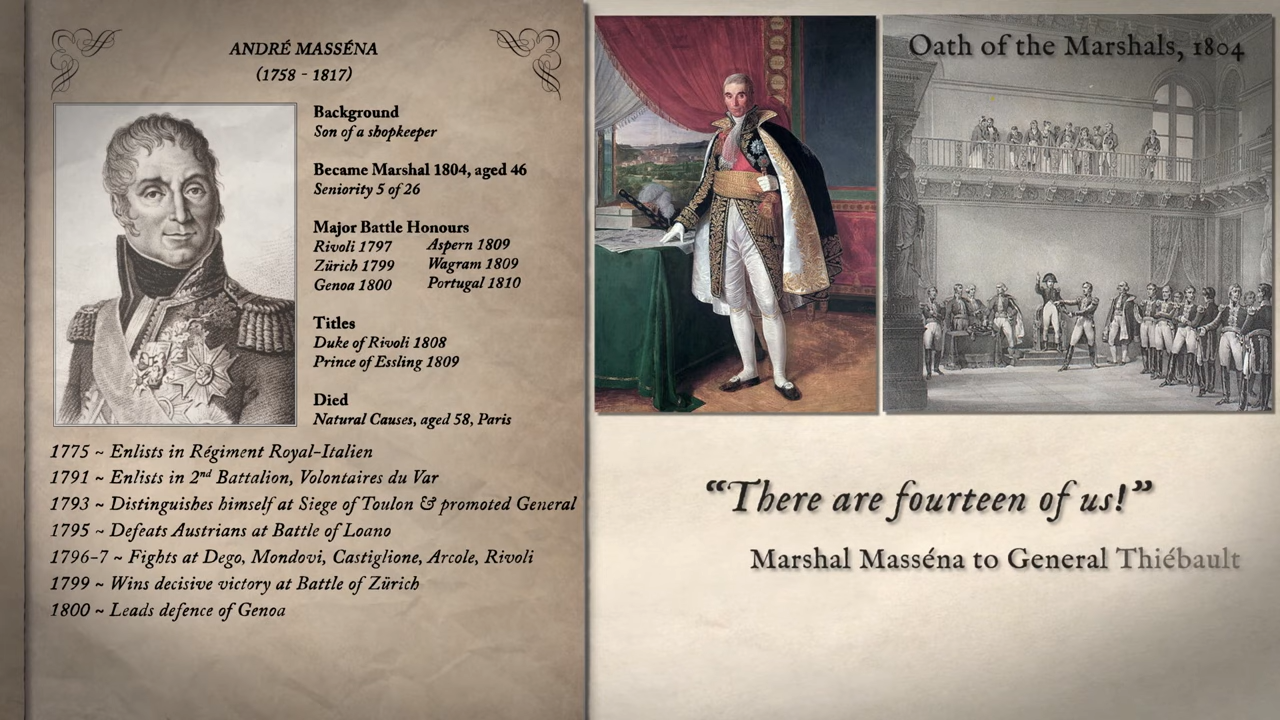 ANDRÉ MASSÉNA
(1758 - 1817)
Background
Son of a shopkeeper
Became Marshal 1804, aged 46
Seniority 5 of 26
Major Battle Honours
Rivoli 1797 Aspern 1809
Zürich 1799 Wagram 1809
Genoa 1800 Portugal 1810
Titles
Duke of Rivoli 1808
Prince of Essling 1809
Died
Natural Causes, aged 58, Paris
1775 ~ Enlists in Régiment Royal-Italien
1791 ~ Enlists in 2nd Battalion, Volontaires du Var
1793 ~ Distinguishes himself at Siege of Toulon & promoted General
1795 ~ Defeats Austrians at Battle of Loano
1796-7 ~ Fights at Dego, Mondovi, Castiglione, Arcole, Rivoli
1799 ~ Wins decisive victory at Battle of Zürich
1800 ~ Leads defence of Genoa
Oath of the Marshals, 1804
“There are fourteen of us!”
Marshal Masséna to General Thiébault